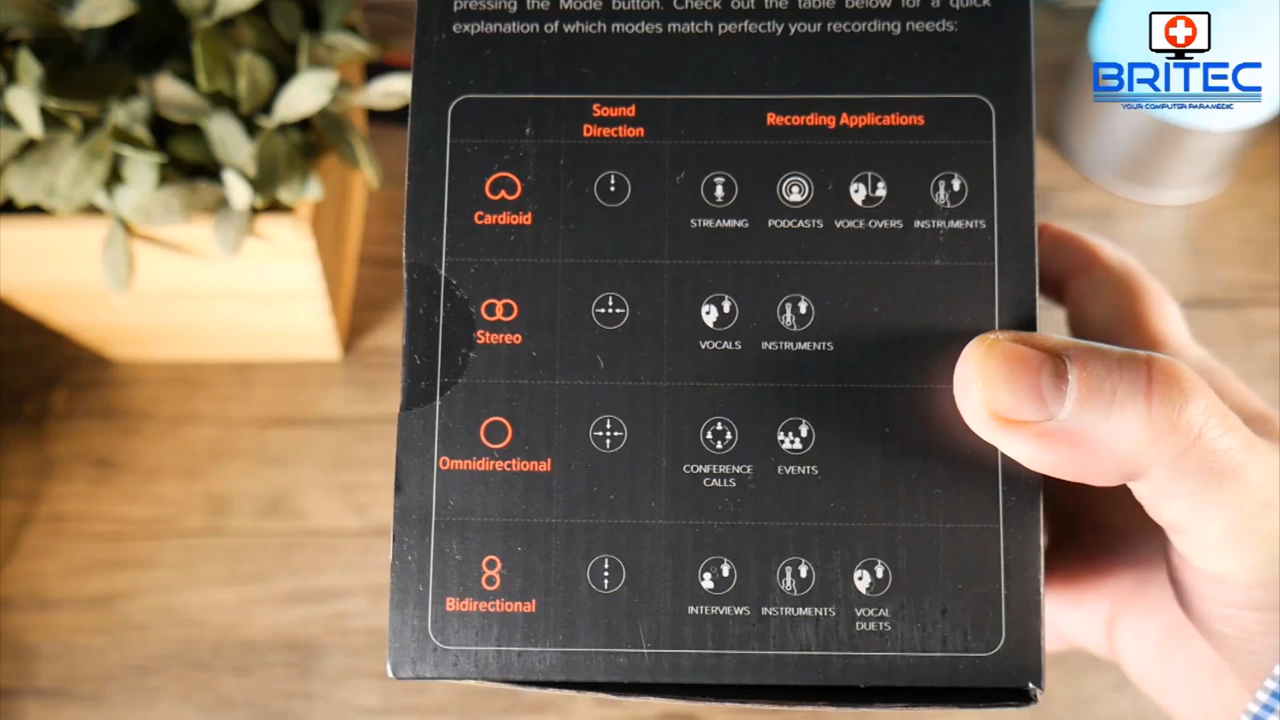 pressing the Mode button. Check out the table below for a quick
explanation of which modes match perfectly your recording needs:
BRITEC
YOUR COMPUTER PARAMEDIC
Sound
Direction
Recording Applications
Cardioid
STREAMING PODCASTS VOICE-OVERS INSTRUMENTS
Stereo
VOCALS INSTRUMENTS
Omnidirectional
CONFERENCE
CALLS
EVENTS
Bidirectional
INTERVIEWS INSTRUMENTS VOCAL
DUETS